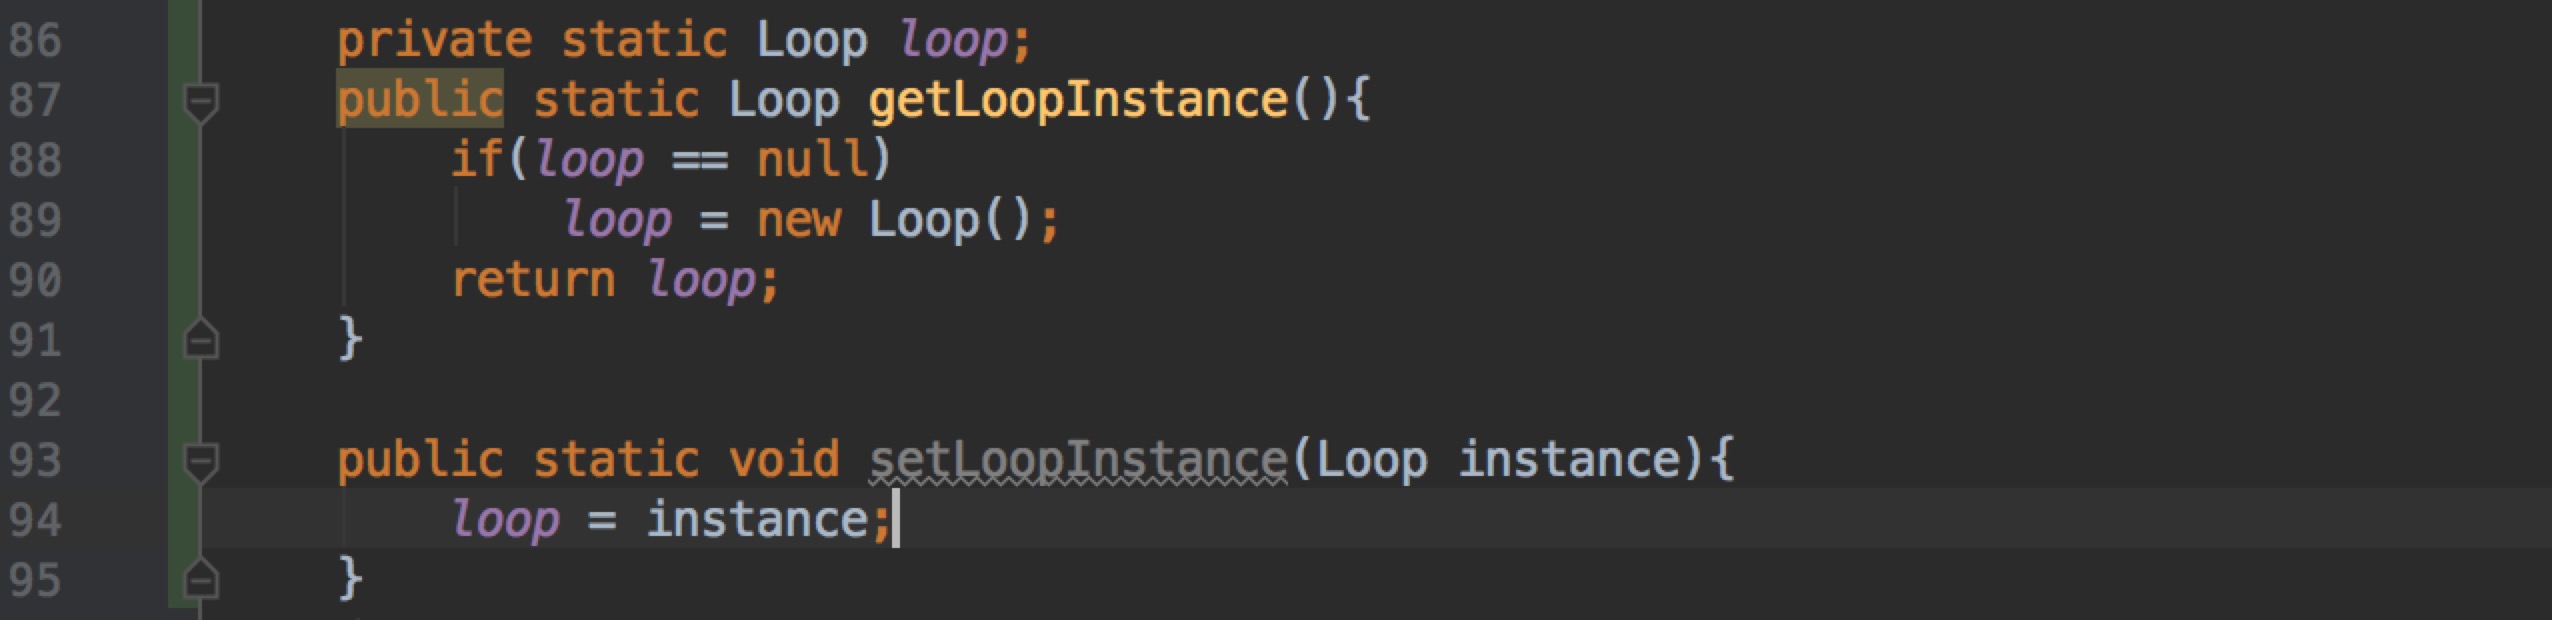 86 private static Loop loop;
87 public static Loop getLoopInstance(){
88 if(loop == null)
89 loop = new Loop();
90 return loop;
91 }
92
93 public static void setLoopInstance(Loop instance){
94 loop = instance;
95 }